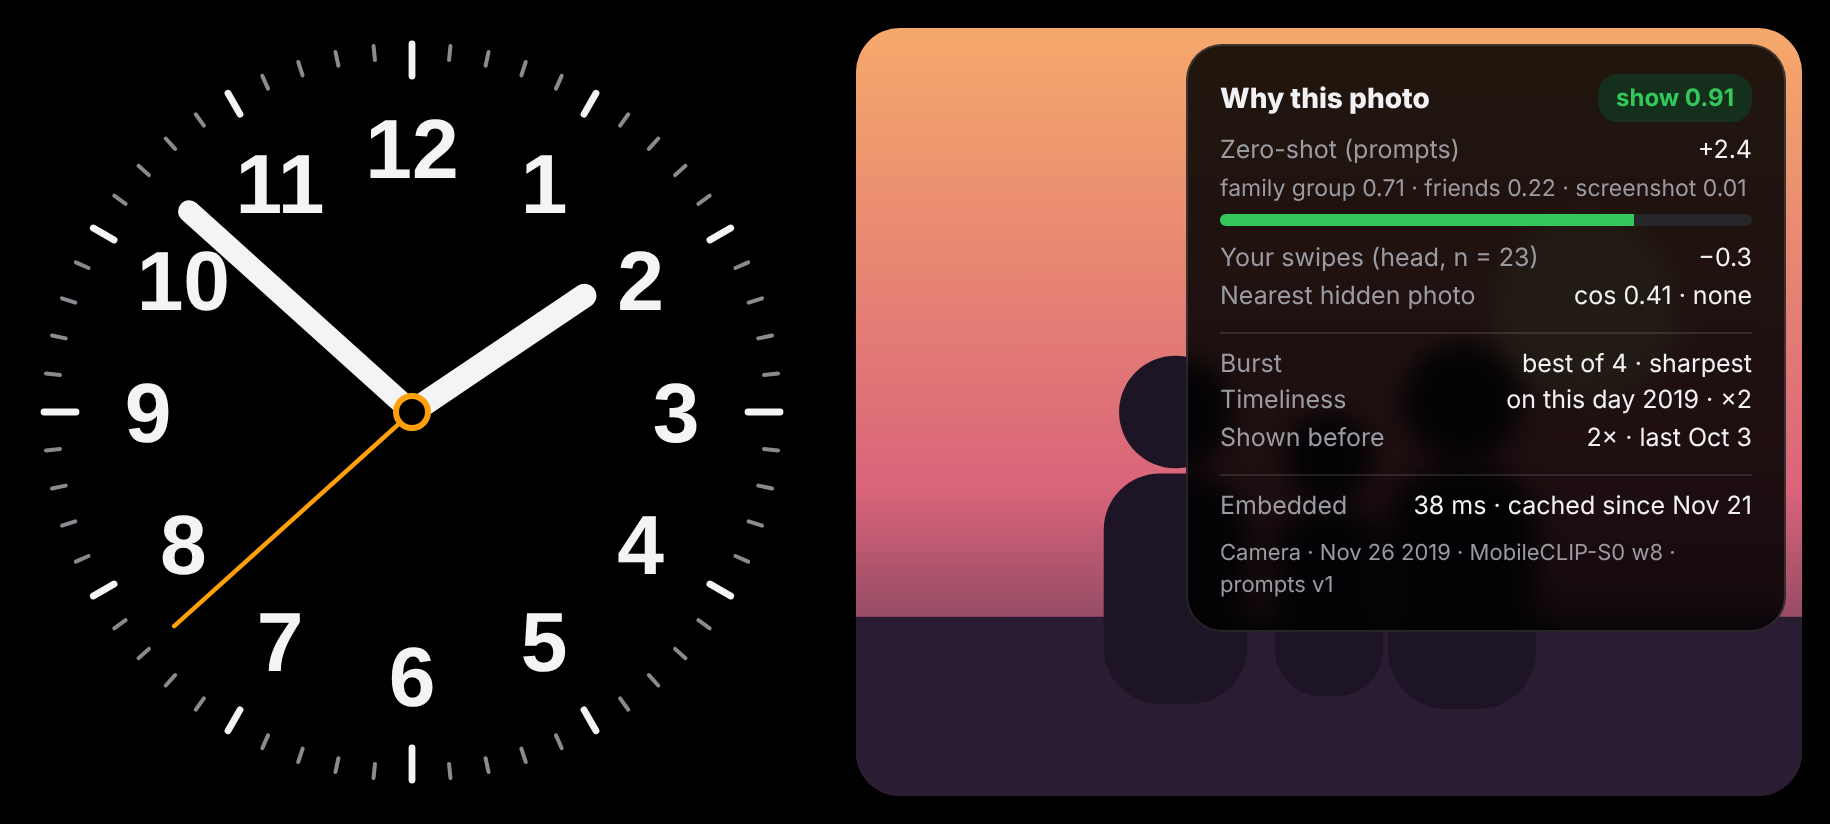 12
1
2
3
4
5
6
7
8
9
10
11
Why this photo show 0.91
Zero-shot (prompts) +2.4
family group 0.71 · friends 0.22 · screenshot 0.01
Your swipes (head, n = 23) −0.3
Nearest hidden photo cos 0.41 · none
Burst best of 4 · sharpest
Timeliness on this day 2019 · ×2
Shown before 2× · last Oct 3
Embedded 38 ms · cached since Nov 21
Camera · Nov 26 2019 · MobileCLIP-S0 w8 ·
prompts v1